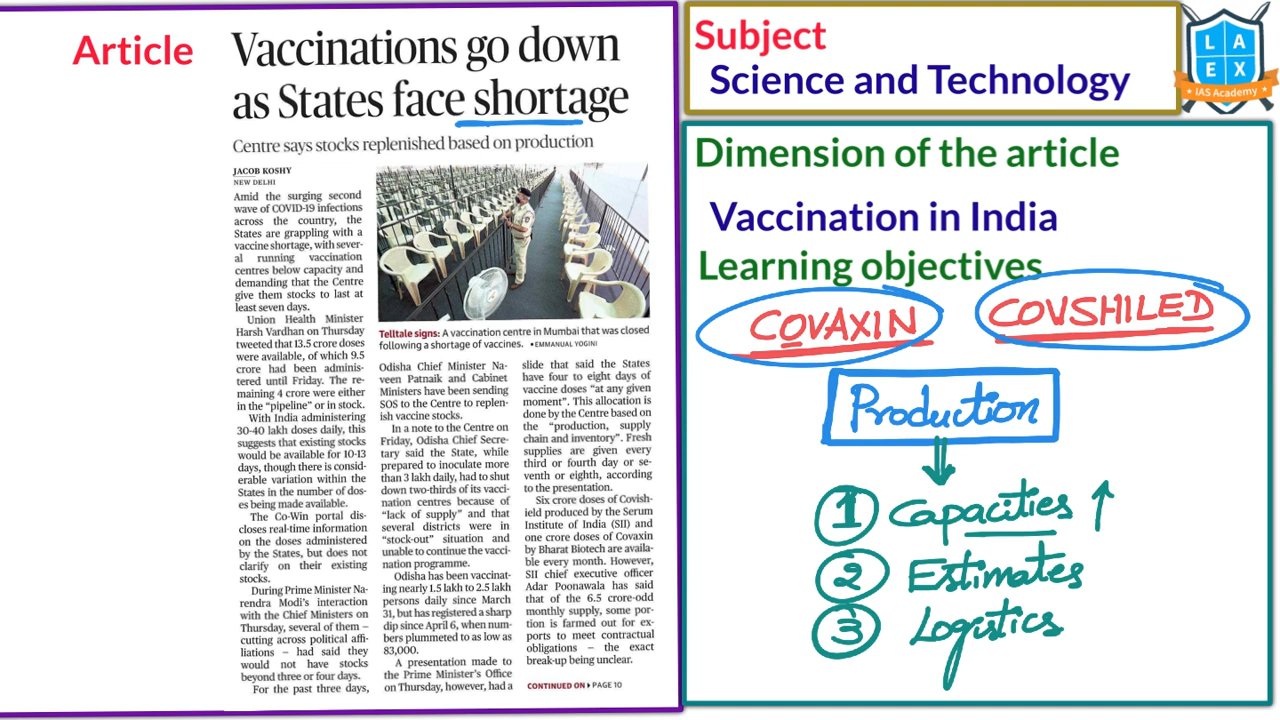 Article
Vaccinations go down
as States face shortage
Centre says stocks replenished based on production
JACOB KOSHY
NEW DELHI
Amid the surging second
wave of COVID-19 infections
across the country, the
States are grappling with a
vaccine shortage, with sever-
al running vaccination
centres below capacity and
demanding that the Centre
give them stocks to last at
least seven days.
Union Health Minister
Harsh Vardhan on Thursday
tweeted that 13.5 crore doses
were available, of which 9.5
crore had been adminis-
tered until Friday. The re-
maining 4 crore were either
in the “pipeline” or in stock.
With India administering
30-40 lakh doses daily, this
suggests that existing stocks
would be available for 10-13
days, though there is consid-
erable variation within the
States in the number of dos-
es being made available.
The Co-Win portal dis-
closes real-time information
on the doses administered
by the States, but does not
clarify on their existing
stocks.
During Prime Minister Na-
rendra Modi's interaction
with the Chief Ministers on
Thursday, several of them –
cutting across political affi-
liations – had said they
would not have stocks
beyond three or four days.
For the past three days,
Telltale signs: A vaccination centre in Mumbai that was closed
following a shortage of vaccines. •EMMANUAL YOGINI
Odisha Chief Minister Na-
veen Patnaik and Cabinet
Ministers have been sending
SOS to the Centre to replen-
ish vaccine stocks.
In a note to the Centre on
Friday, Odisha Chief Secre-
tary said the State, while
prepared to inoculate more
than 3 lakh daily, had to shut
down two-thirds of its vacci-
nation centres because of
“lack of supply” and that
several districts were in
“stock-out” situation and
unable to continue the vacci-
nation programme.
Odisha has been vaccinat-
ing nearly 1.5 lakh to 2.5 lakh
persons daily since March
31, but has registered a sharp
dip since April 6, when num-
bers plummeted to as low as
83,000.
A presentation made to
the Prime Minister's Office
on Thursday, however, had a
slide that said the States
have four to eight days of
vaccine doses “at any given
moment”. This allocation is
done by the Centre based on
the “production, supply
chain and inventory”. Fresh
supplies are given every
third or fourth day or se-
venth or eighth, according
to the presentation.
Six crore doses of Covish-
ield produced by the Serum
Institute of India (SII) and
one crore doses of Covaxin
by Bharat Biotech are availa-
ble every month. However,
SII chief executive officer
Adar Poonawala has said
that of the 6.5 crore-odd
monthly supply, some por-
tion is farmed out for ex-
ports to meet contractual
obligations – the exact
break-up being unclear.
CONTINUED ON ▸ PAGE 10
Subject
Science and Technology
L A
E X
IAS Academy
Dimension of the article
Vaccination in India
Learning objectives
COVAXIN COVSHILED
Production
1 Capacities ↑
2 Estimates
3 Logistics